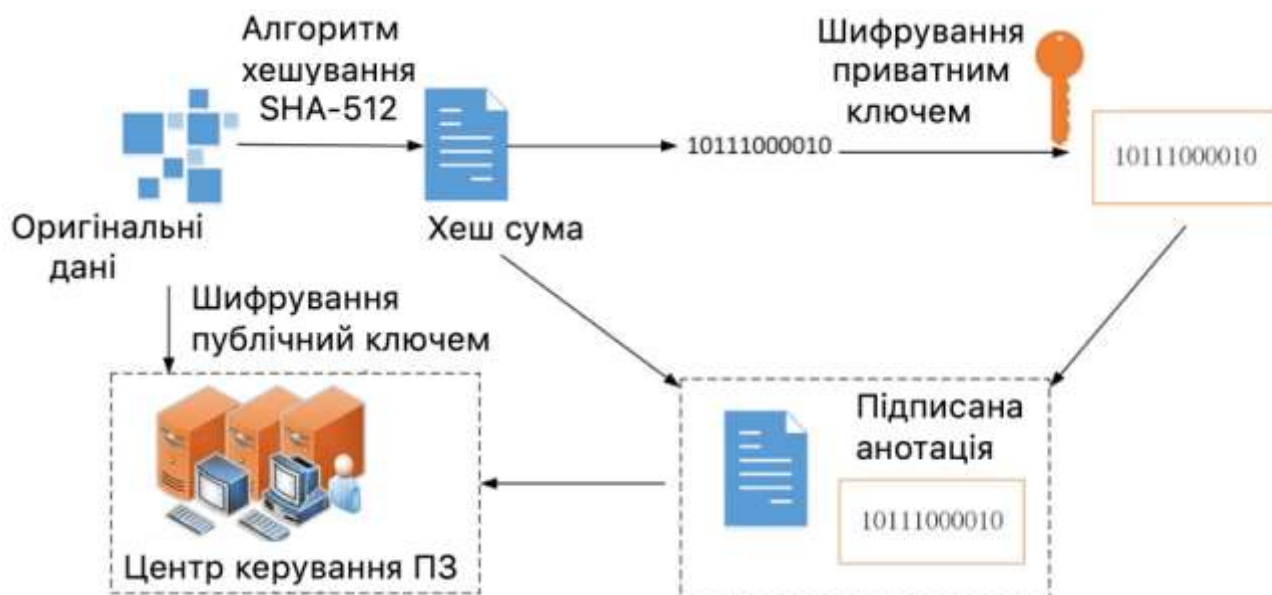 Алгоритм
хешування
SHA-512
Шифрування
приватним
ключем
10111000010
10111000010
Оригінальні
дані
Хеш сума
Шифрування
публічний ключем
Підписана
анотація
10111000010
Центр керування ПЗ